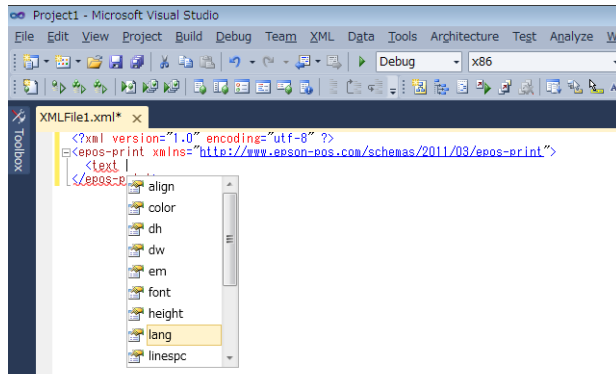 Project1 - Microsoft Visual Studio
File Edit View Project Build Debug Team XML Data Tools Architecture Test Analyze W
Debug x86
XMLFile1.xml* ×
Toolbox
<?xml version="1.0" encoding="utf-8" ?>
<epos-print xmlns="http://www.epson-pos.com/schemas/2011/03/epos-print">
<text
</epos-p
align
color
dh
dw
em
font
height
lang
linespc